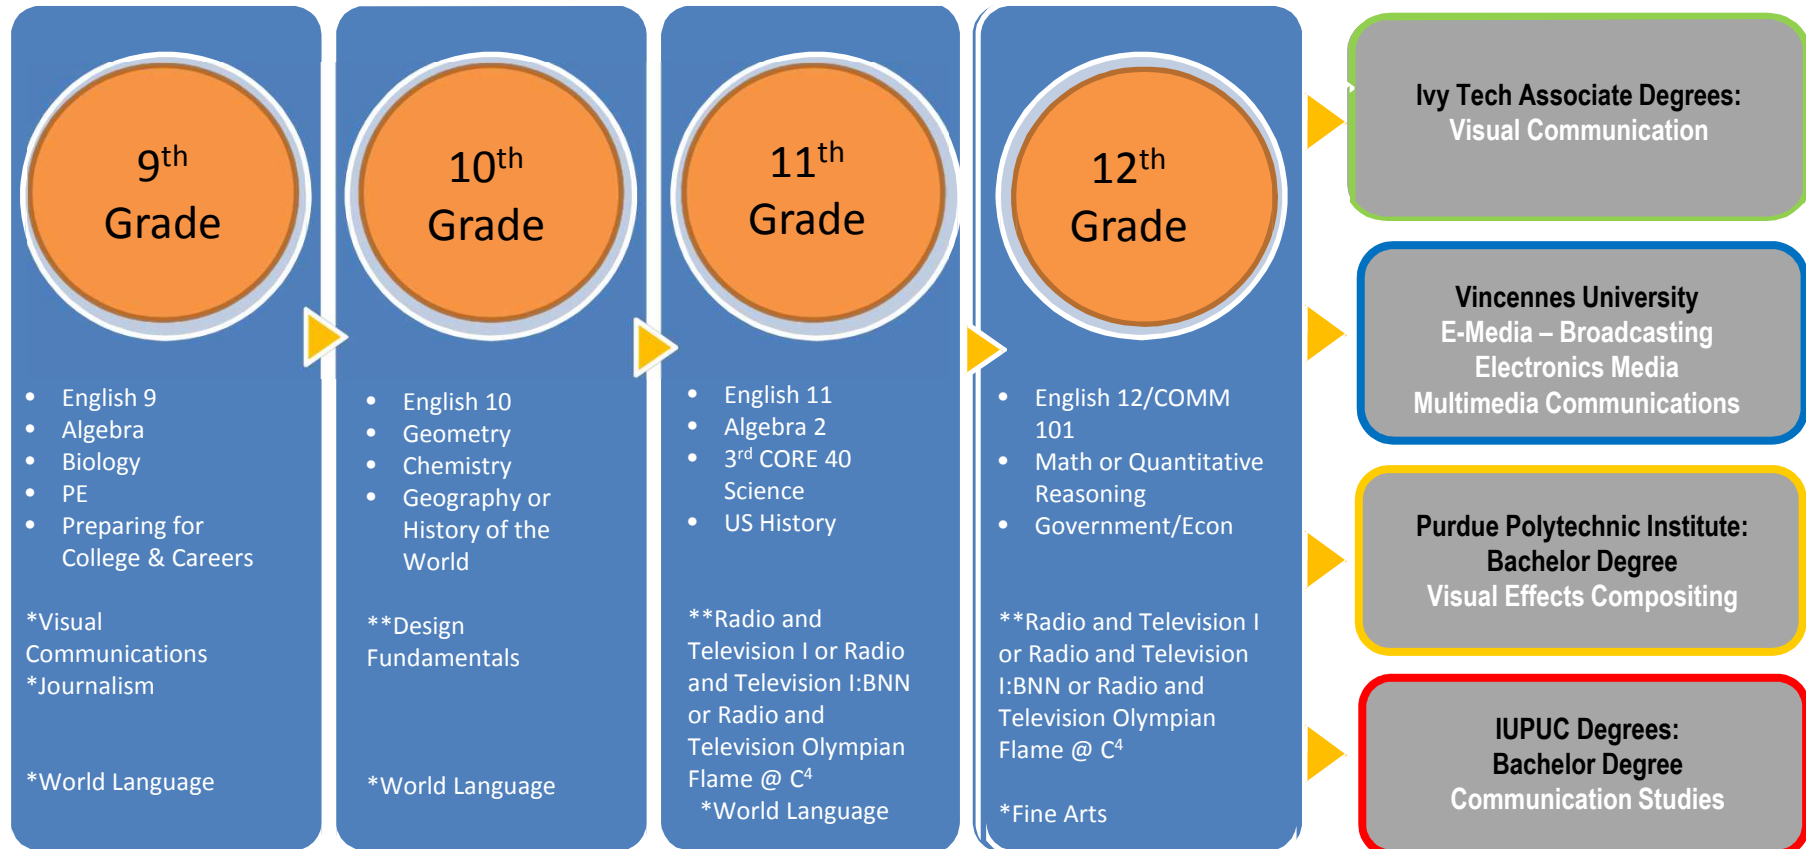 9th
Grade
• English 9
• Algebra
• Biology
• PE
• Preparing for
College & Careers
*Visual
Communications
*Journalism
*World Language
10th
Grade
• English 10
• Geometry
• Chemistry
• Geography or
History of the
World
**Design
Fundamentals
*World Language
11th
Grade
• English 11
• Algebra 2
• 3rd CORE 40
Science
• US History
**Radio and
Television I or Radio
and Television I:BNN
or Radio and
Television Olympian
Flame @ C4
*World Language
12th
Grade
• English 12/COMM
101
• Math or Quantitative
Reasoning
• Government/Econ
**Radio and Television I
or Radio and Television
I:BNN or Radio and
Television Olympian
Flame @ C4
*Fine Arts
Ivy Tech Associate Degrees:
Visual Communication
Vincennes University
E-Media – Broadcasting
Electronics Media
Multimedia Communications
Purdue Polytechnic Institute:
Bachelor Degree
Visual Effects Compositing
IUPUC Degrees:
Bachelor Degree
Communication Studies